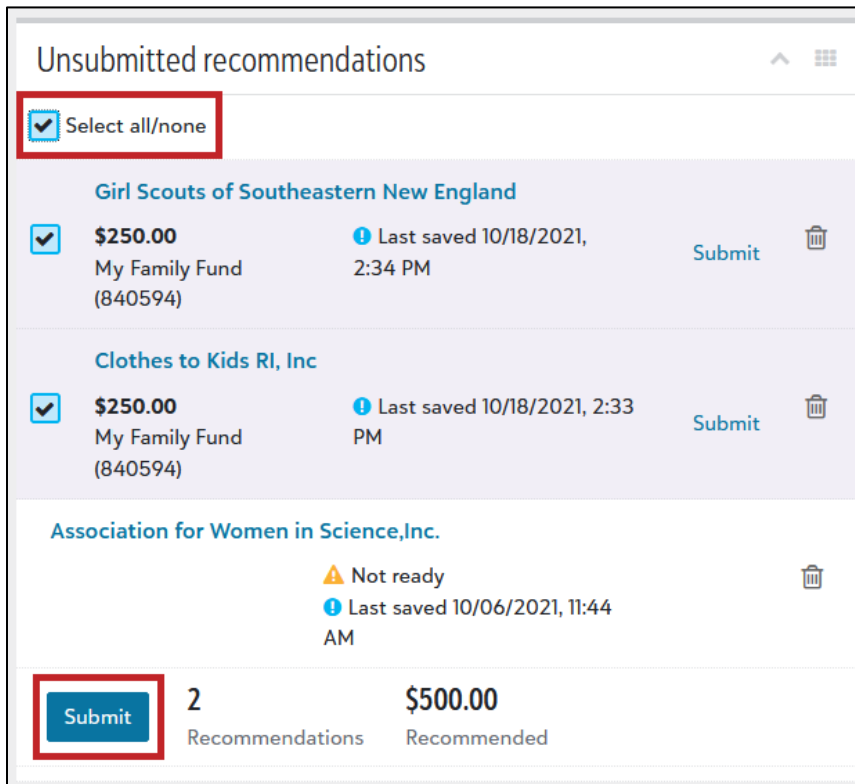 Unsubmitted recommendations
Select all/none
Girl Scouts of Southeastern New England
$250.00
My Family Fund
(840594)
Last saved 10/18/2021,
2:34 PM
Submit
Clothes to Kids RI, Inc
$250.00
My Family Fund
(840594)
Last saved 10/18/2021, 2:33
PM
Submit
Association for Women in Science,Inc.
Not ready
Last saved 10/06/2021, 11:44
AM
Submit
2
Recommendations
$500.00
Recommended